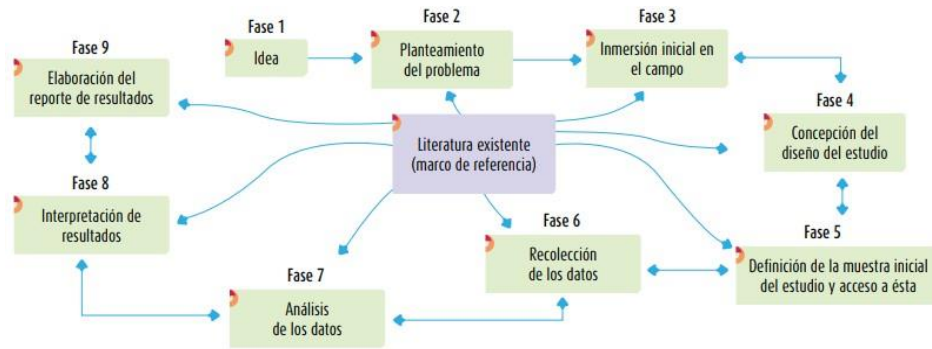 Fase 1
Idea
Fase 2
Planteamiento
del problema
Fase 3
Inmersión inicial en
el campo
Fase 4
Concepción del
diseño del estudio
Fase 5
Definición de la muestra inicial
del estudio y acceso a ésta
Fase 6
Recolección
de los datos
Fase 7
Análisis
de los datos
Fase 8
Interpretación de
resultados
Fase 9
Elaboración del
reporte de resultados
Literatura existente
(marco de referencia)